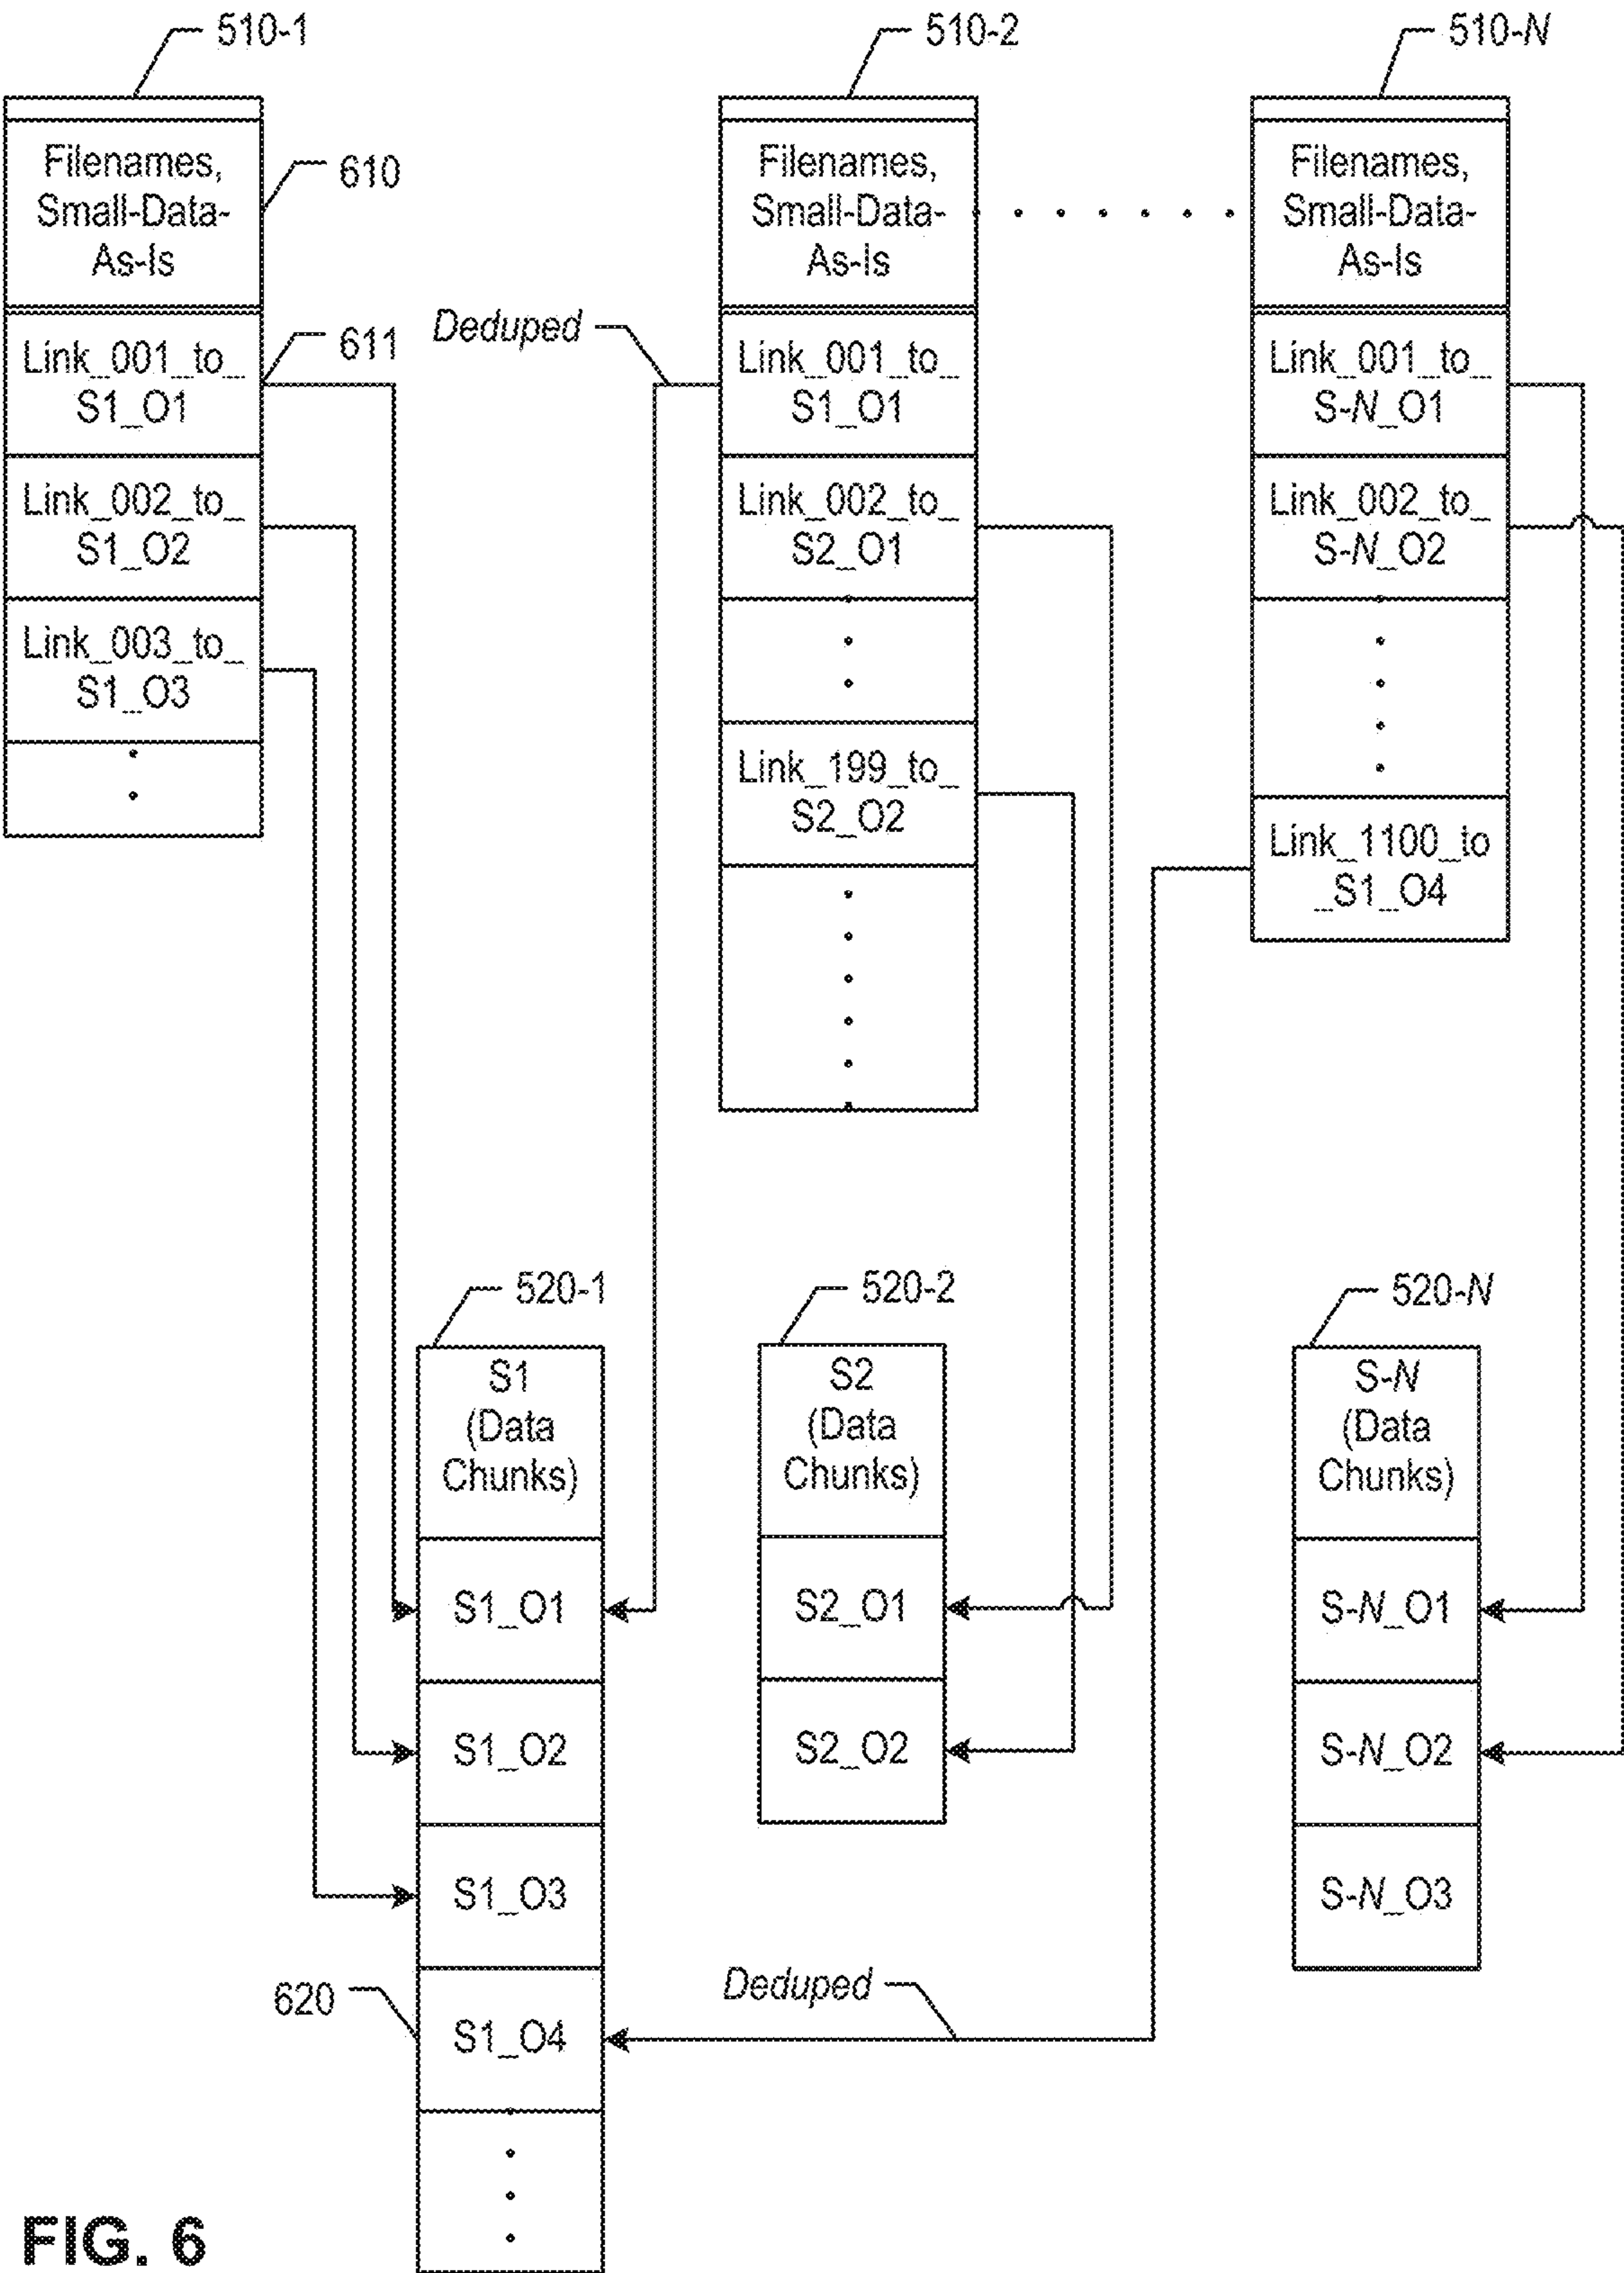 510-1
510-2
510-N
Filenames,
Small-Data-
As-Is
610
Filenames,
Small-Data-
As-Is
Filenames,
Small-Data-
As-Is
Link_001_to_
S1_O1
611
Deduped
Link_001_to_
S1_O1
Link_001_to_
S-N_O1
Link_002_to_
S1_O2
Link_002_to_
S2_O1
Link_002_to_
S-N_O2
Link_003_to_
S1_O3
Link_199_to_
S2_O2
Link_1100_to
_S1_O4
520-1
520-2
520-N
S1
(Data
Chunks)
S2
(Data
Chunks)
S-N
(Data
Chunks)
S1_O1
S2_O1
S-N_O1
S1_O2
S2_O2
S-N_O2
S1_O3
S-N_O3
620
S1_O4
Deduped
FIG. 6